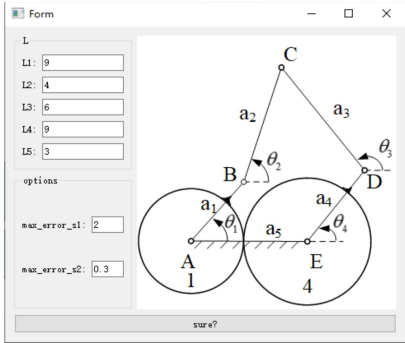 Form
L
L1: 9
L2: 4
L3: 6
L4: 9
L5: 3
options
max_error_s1: 2
max_error_s2: 0.3
C
a₂
a₃
θ₃
B
θ₂
D
a₁
θ₁
a₄
a₅
θ₄
A
E
1
4
sure?